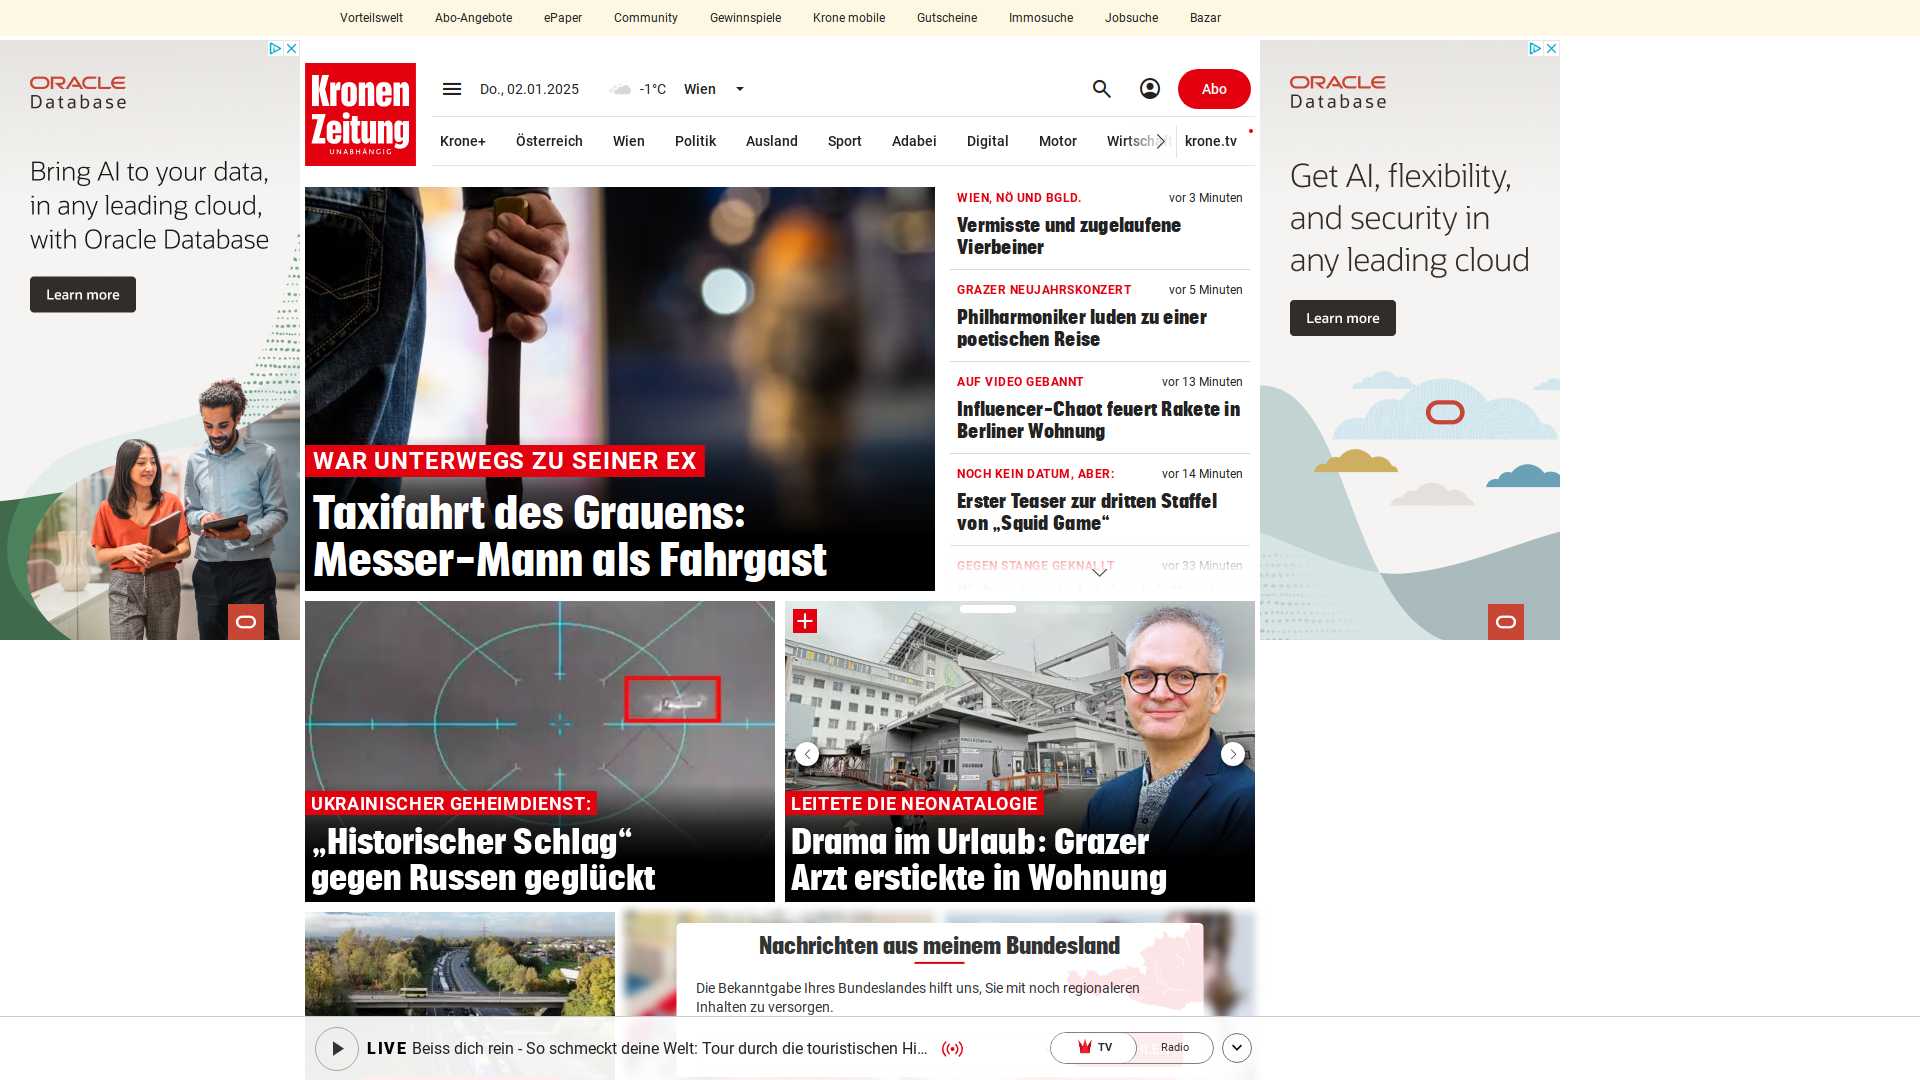 Vorteilswelt Abo-Angebote ePaper Community Gewinnspiele Krone mobile Gutscheine Immosuche Jobsuche Bazar
ORACLE
Database
Bring AI to your data,
in any leading cloud,
with Oracle Database
Learn more
Kronen
Zeitung
UNABHÄNGIG
Do., 02.01.2025 -1°C Wien
Abo
Krone+ Österreich Wien Politik Ausland Sport Adabei Digital Motor Wirtschaft krone.tv
WAR UNTERWEGS ZU SEINER EX
Taxifahrt des Grauens:
Messer-Mann als Fahrgast
WIEN, NÖ UND BGLD. vor 3 Minuten
Vermisste und zugelaufene
Vierbeiner
GRAZER NEUJAHRSKONZERT vor 5 Minuten
Philharmoniker luden zu einer
poetischen Reise
AUF VIDEO GEBANNT vor 13 Minuten
Influencer-Chaot feuert Rakete in
Berliner Wohnung
NOCH KEIN DATUM, ABER: vor 14 Minuten
Erster Teaser zur dritten Staffel
von „Squid Game“
GEGEN STANGE GEKNALLT vor 33 Minuten
ORACLE
Database
Get AI, flexibility,
and security in
any leading cloud
Learn more
UKRAINISCHER GEHEIMDIENST:
„Historischer Schlag“
gegen Russen geglückt
LEITETE DIE NEONATALOGIE
Drama im Urlaub: Grazer
Arzt erstickte in Wohnung
Nachrichten aus meinem Bundesland
Die Bekanntgabe Ihres Bundeslandes hilft uns, Sie mit noch regionaleren
Inhalten zu versorgen.
LIVE Beiss dich rein - So schmeckt deine Welt: Tour durch die touristischen Hi...
TV Radio